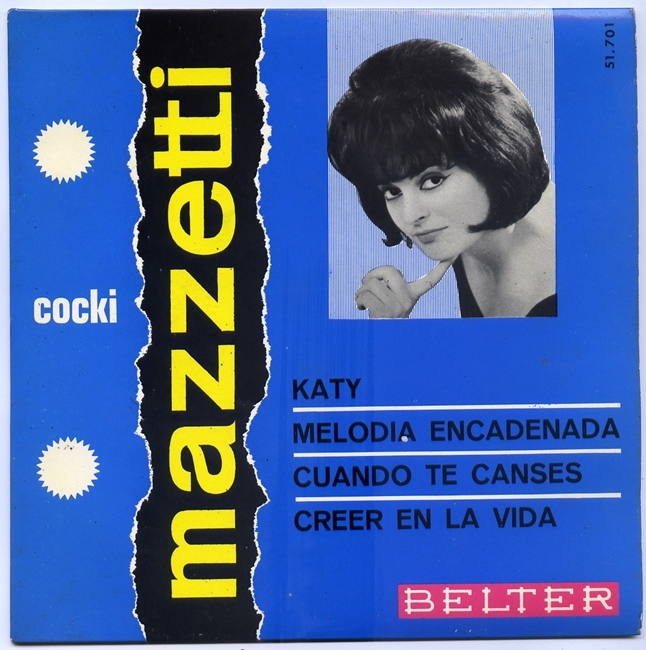 51.701
cocki
mazzetti
KATY
MELODIA ENCADENADA
CUANDO TE CANSES
CREER EN LA VIDA
BELTER